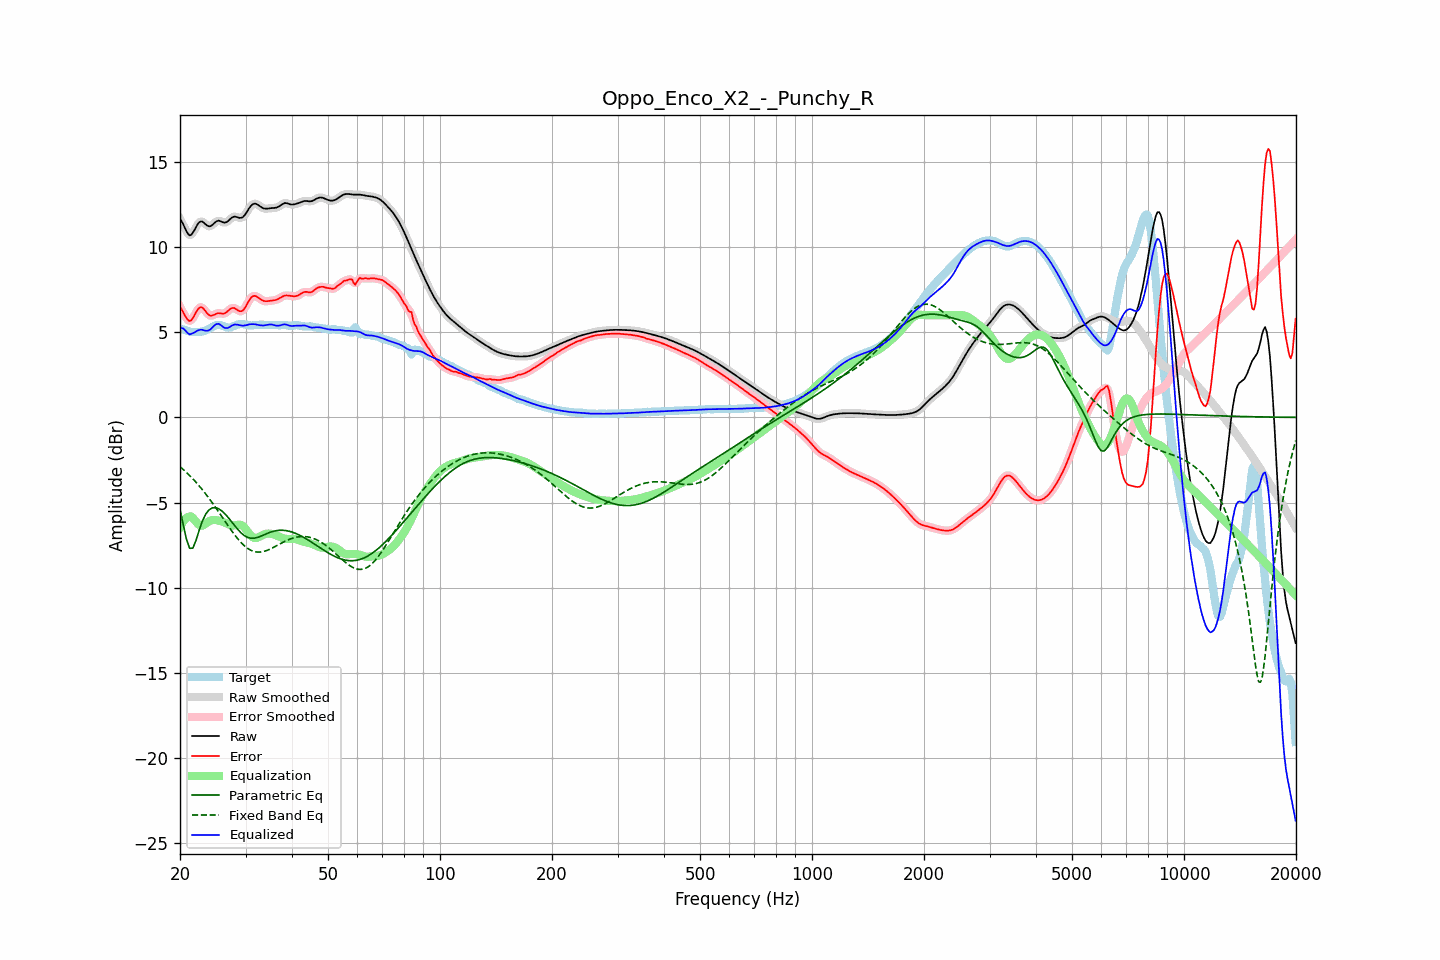 Oppo_Enco_X2_-_Punchy_R
Amplitude (dBr)
15
10
5
0
−5
−10
−15
−20
−25
Target
Raw Smoothed
Error Smoothed
Raw
Error
Equalization
Parametric Eq
Fixed Band Eq
Equalized
20 50 100 200 500 1000 2000 5000 10000 20000
Frequency (Hz)